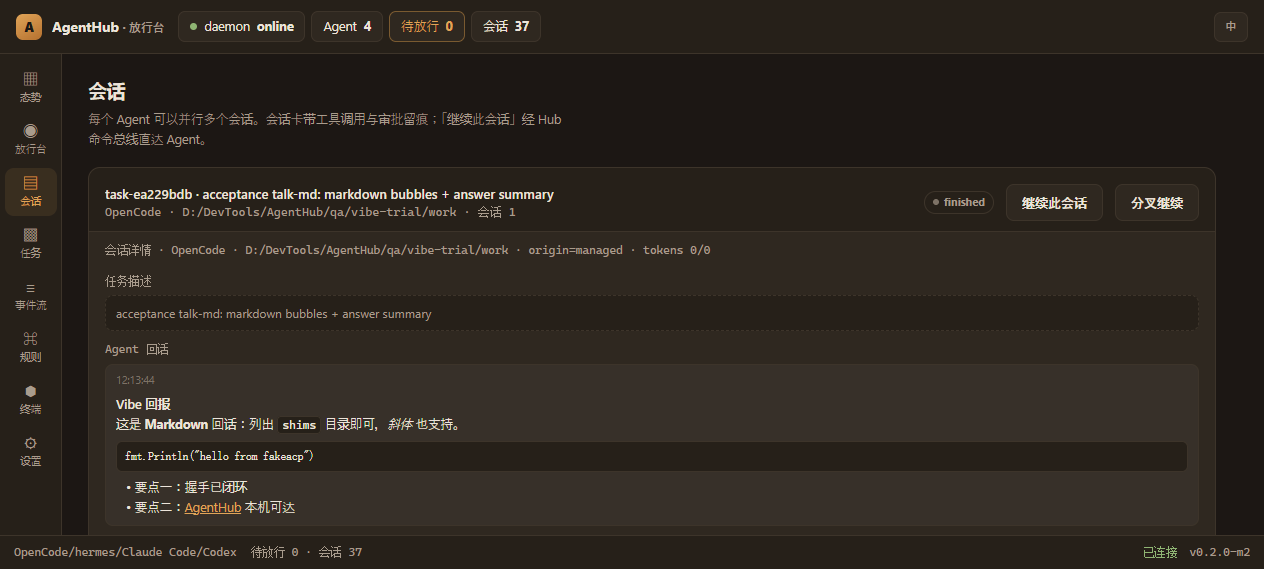 A AgentHub · 放行台 daemon online Agent 4 待放行 0 会话 37 中
态势
放行台
会话
任务
事件流
规则
终端
设置
会话
每个 Agent 可以并行多个会话。会话卡带工具调用与审批留痕；「继续此会话」经 Hub
命令总线直达 Agent。
task-ea229bdb · acceptance talk-md: markdown bubbles + answer summary
OpenCode · D:/DevTools/AgentHub/qa/vibe-trial/work · 会话 1
finished 继续此会话 分叉继续
会话详情 · OpenCode · D:/DevTools/AgentHub/qa/vibe-trial/work · origin=managed · tokens 0/0
任务描述
acceptance talk-md: markdown bubbles + answer summary
Agent 回话
12:13:44
Vibe 回报
这是 Markdown 回话：列出 shims 目录即可，斜体也支持。
fmt.Println("hello from fakeacp")
• 要点一：握手已闭环
• 要点二：AgentHub 本机可达
OpenCode/hermes/Claude Code/Codex 待放行 0 · 会话 37 已连接 v0.2.0-m2